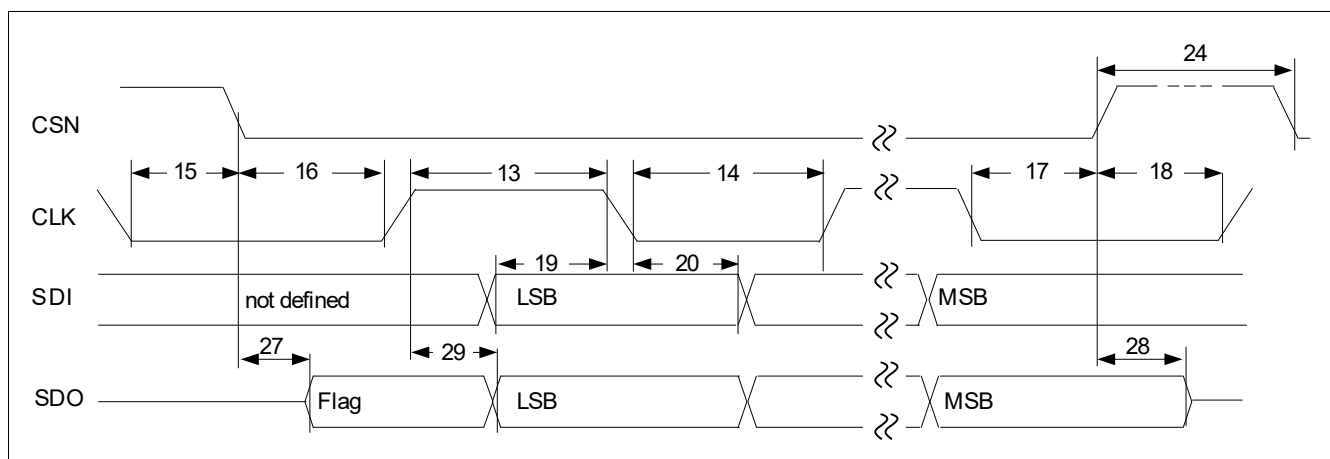 24
CSN
15 16 13 14 17 18
CLK
19 20
SDI not defined LSB MSB
27 29 28
SDO Flag LSB MSB